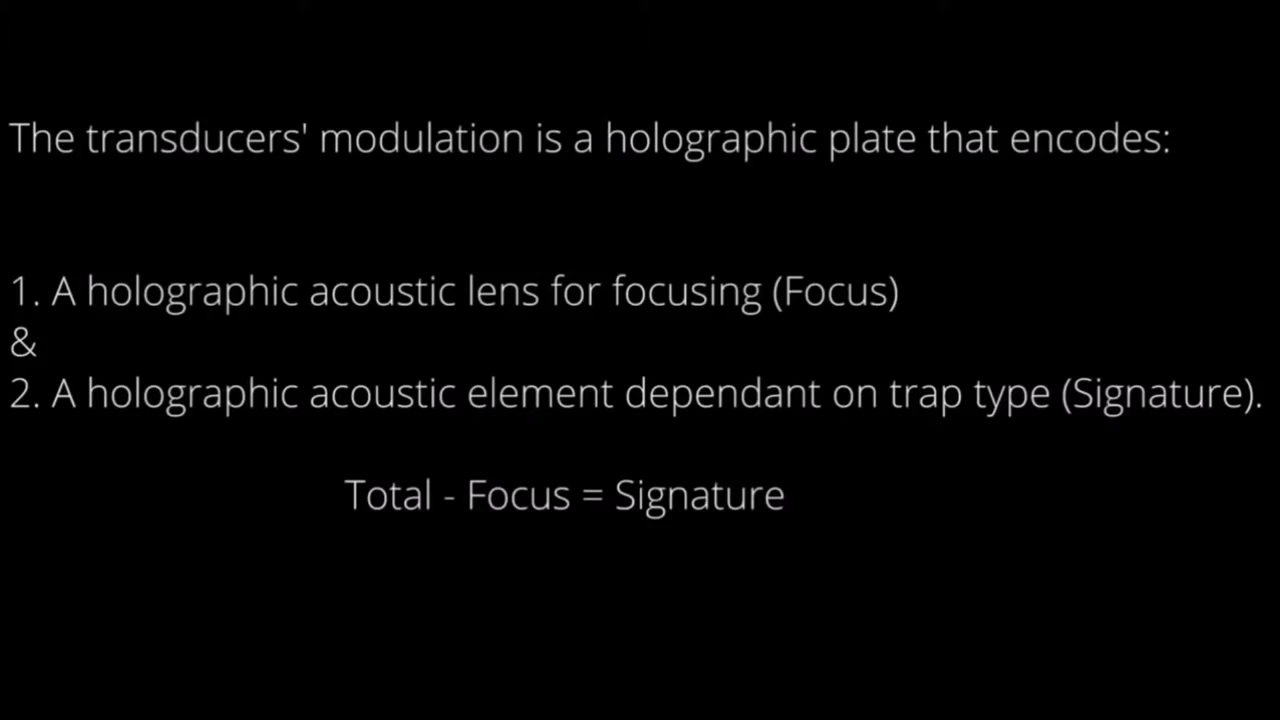 The transducers' modulation is a holographic plate that encodes:
1. A holographic acoustic lens for focusing (Focus)
&
2. A holographic acoustic element dependant on trap type (Signature).
Total - Focus = Signature